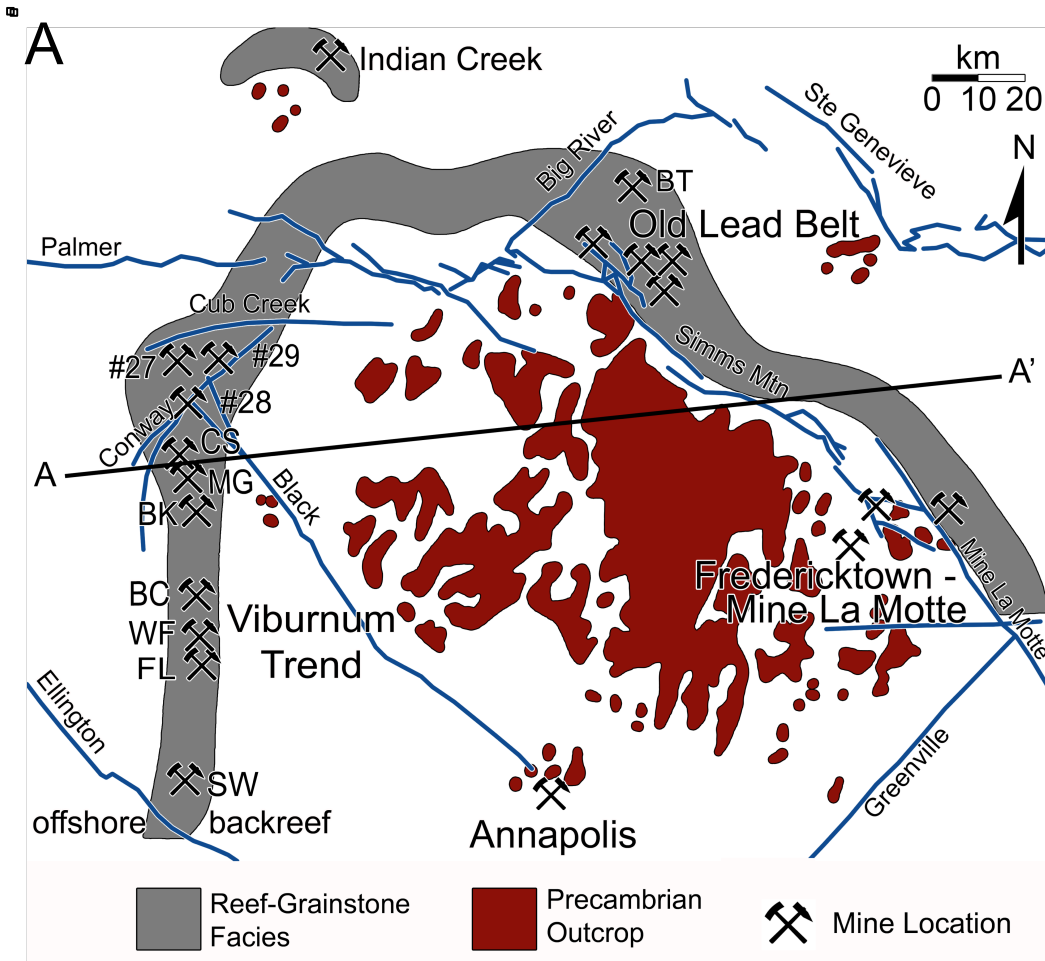 A
Indian Creek
km
0 10 20
Ste Genevieve
N
Big River
BT
Old Lead Belt
Palmer
Cub Creek
Simms Mtn
#27
#29
A'
#28
Conway
CS
A
MG
Black
BK
Fredericktown -
Mine La Motte
Mine La Motte
BC
Viburnum
Trend
WF
FL
Ellington
SW
Greenville
offshore
backreef
Annapolis
Reef-Grainstone
Facies
Precambrian
Outcrop
Mine Location